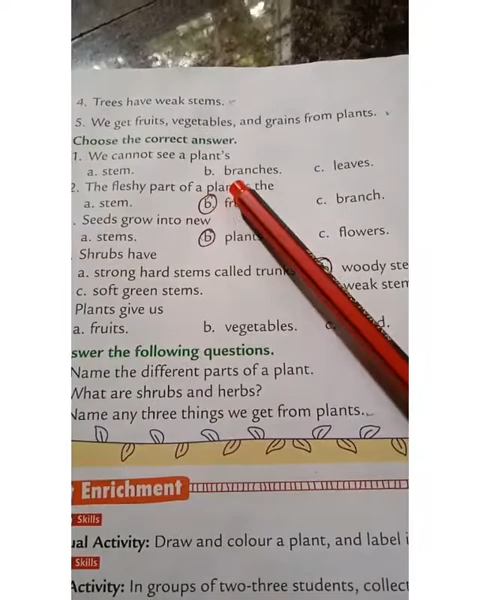 4. Trees have weak stems.
5. We get fruits, vegetables, and grains from plants.
Choose the correct answer.
1. We cannot see a plant's
a. stem. b. branches. c. leaves.
2. The fleshy part of a plant is the
a. stem. b. c. branch.
. Seeds grow into new
a. stems. b plants c. flowers.
. Shrubs have
a. strong hard stems called trunks woody
c. soft green stems. weak
Plants give us
a. fruits. b. vegetables. c.
swer the following questions.
Name the different parts of a plant.
What are shrubs and herbs?
Name any three things we get from plants.
Enrichment
Skills
ual Activity: Draw and colour a plant, and label
Skills
Activity: In groups of two-three students, collect